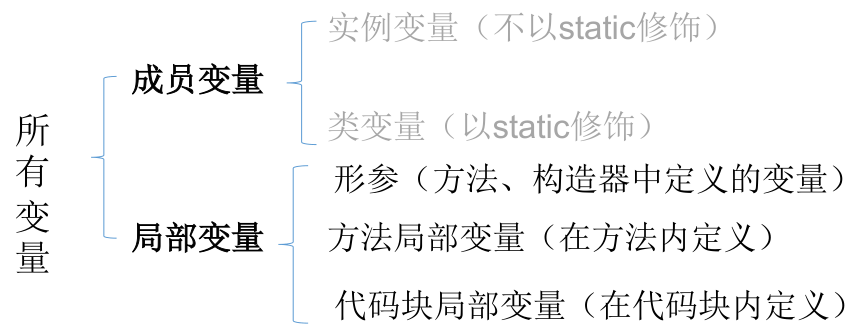 所有变量
成员变量
实例变量（不以static修饰）
类变量（以static修饰）
局部变量
形参（方法、构造器中定义的变量）
方法局部变量（在方法内定义）
代码块局部变量（在代码块内定义）